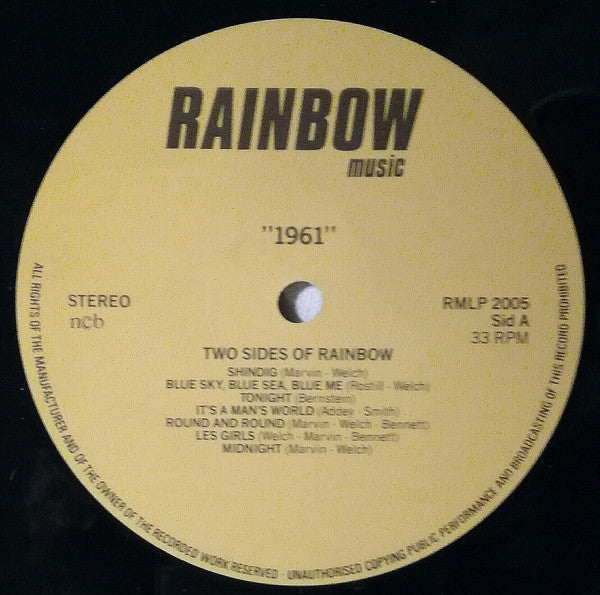 RAINBOW
music
"1961"
STEREO
ncb
RMLP 2005
Sid A
33 RPM
TWO SIDES OF RAINBOW
SHINDIG (Marvin - Welch)
BLUE SKY, BLUE SEA, BLUE ME (Rostill - Welch)
TONIGHT (Bernstein)
IT'S A MAN'S WORLD (Addey - Smith)
ROUND AND ROUND (Marvin - Welch - Bennett)
LES GIRLS (Welch - Marvin - Bennett)
MIDNIGHT (Marvin - Welch)
ALL RIGHTS OF THE MANUFACTURER AND OF THE OWNER OF THE RECORDED WORK RESERVED - UNAUTHORISED COPYING PUBLIC PERFORMANCE AND BROADCASTING OF THIS RECORD PROHIBITED